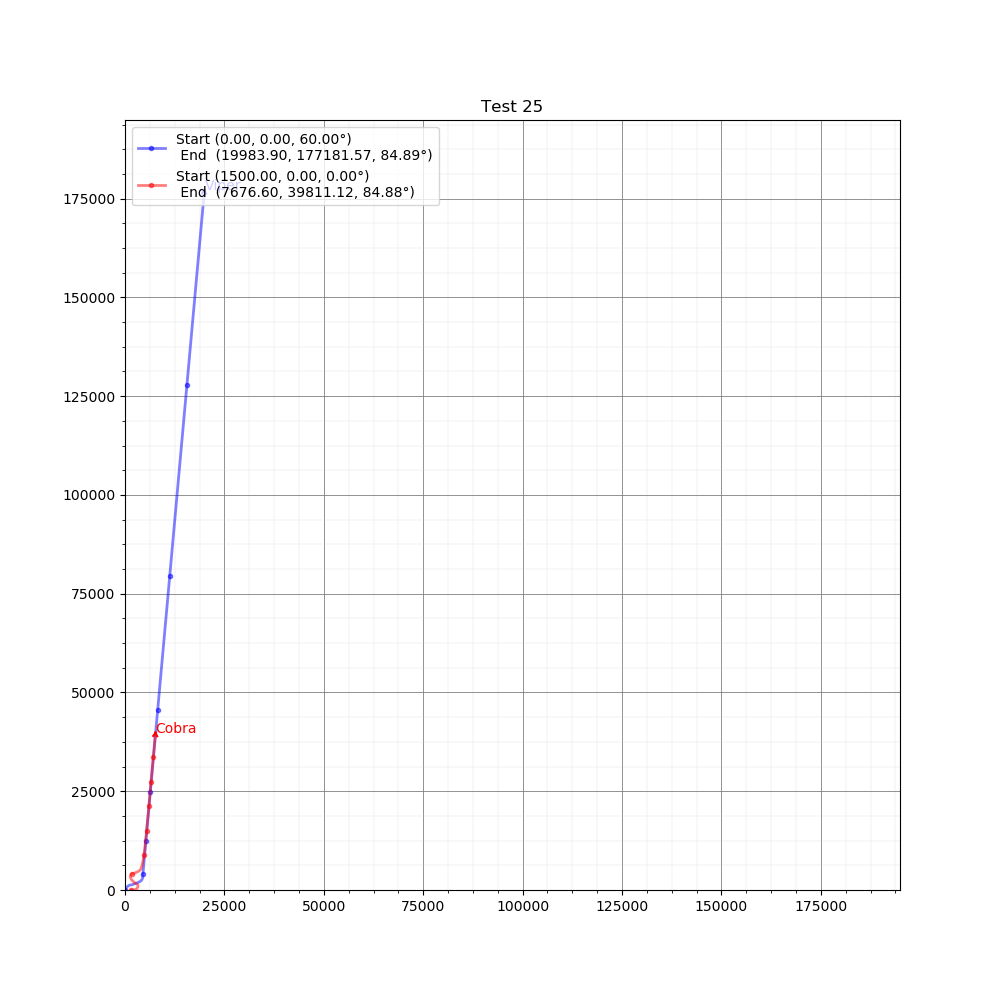 Test 25
Start (0.00, 0.00, 60.00°)
End (19983.90, 177181.57, 84.89°)
Start (1500.00, 0.00, 0.00°)
End (7676.60, 39811.12, 84.88°)
175000
150000
125000
100000
75000
50000
25000
0
Cobra
0 25000 50000 75000 100000 125000 150000 175000